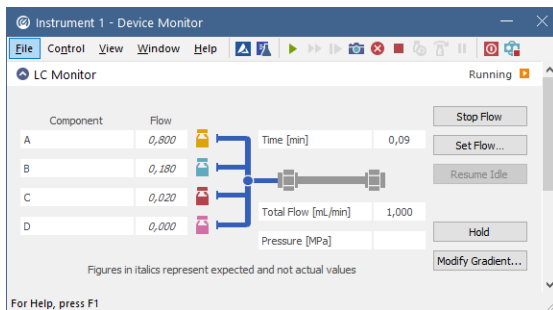 Instrument 1 - Device Monitor
File Control View Window Help
LC Monitor Running
Component Flow
Stop Flow
A 0,800 Time [min] 0,09
Set Flow...
B 0,180
Resume Idle
C 0,020
Total Flow [mL/min] 1,000
D 0,000
Hold
Pressure [MPa]
Modify Gradient...
Figures in italics represent expected and not actual values
For Help, press F1